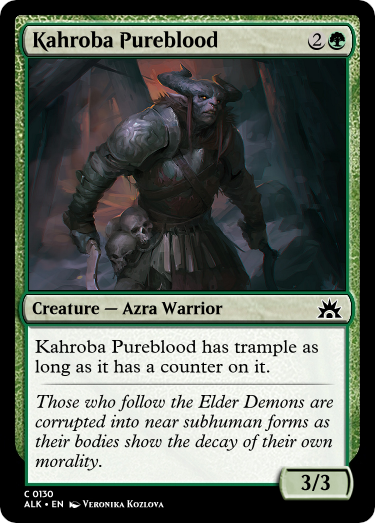 Kahroba Pureblood 2
Creature — Azra Warrior
Kahroba Pureblood has trample as
long as it has a counter on it.
Those who follow the Elder Demons are
corrupted into near subhuman forms as
their bodies show the decay of their own
morality.
3/3
C 0130
ALK • EN Veronika Kozlova